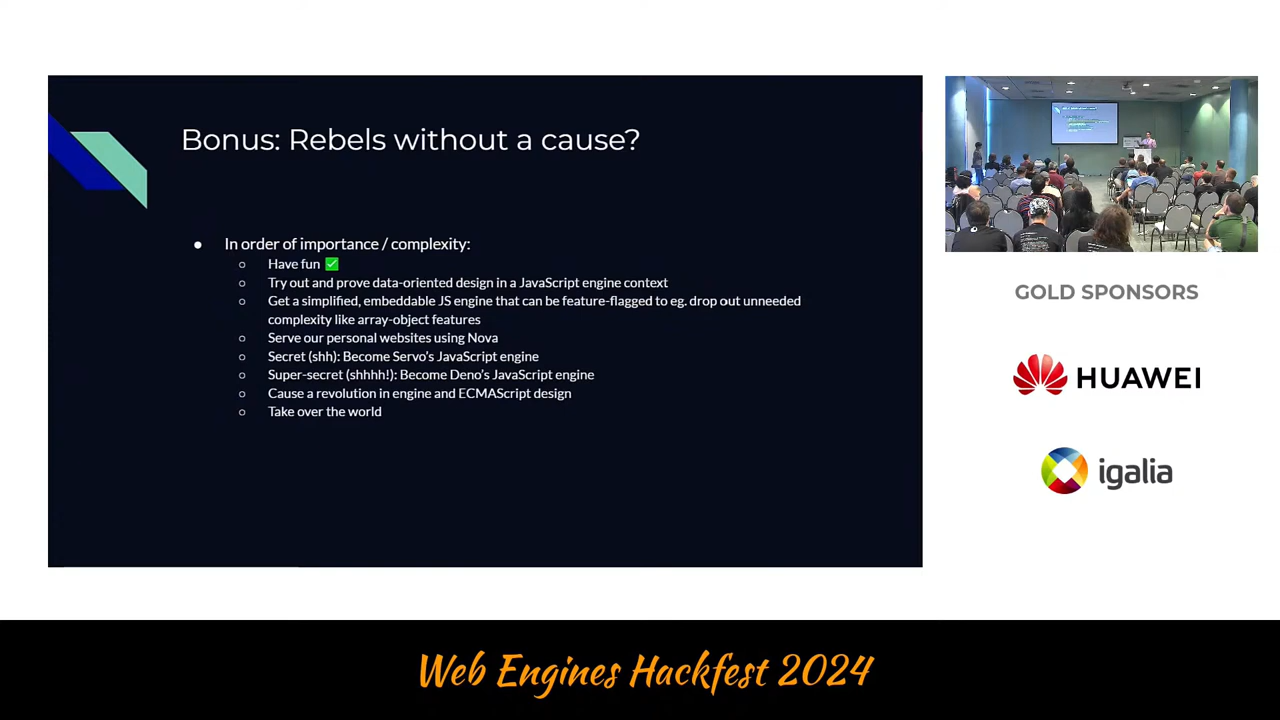 Bonus: Rebels without a cause?
● In order of importance / complexity:
○ Have fun ✅
○ Try out and prove data-oriented design in a JavaScript engine context
○ Get a simplified, embeddable JS engine that can be feature-flagged to eg. drop out unneeded
complexity like array-object features
○ Serve our personal websites using Nova
○ Secret (shh): Become Servo's JavaScript engine
○ Super-secret (shhhh!): Become Deno's JavaScript engine
○ Cause a revolution in engine and ECMAScript design
○ Take over the world
GOLD SPONSORS
HUAWEI
igalia
Web Engines Hackfest 2024